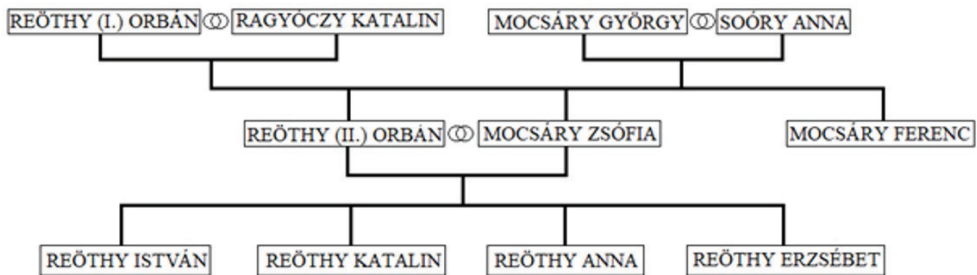 REÖTHY (I.) ORBÁN RAGYÓCZY KATALIN MOCSÁRY GYÖRGY SOÓRY ANNA
REÖTHY (II.) ORBÁN MOCSÁRY ZSÓFIA MOCSÁRY FERENC
REÖTHY ISTVÁN REÖTHY KATALIN REÖTHY ANNA REÖTHY ERZSÉBET